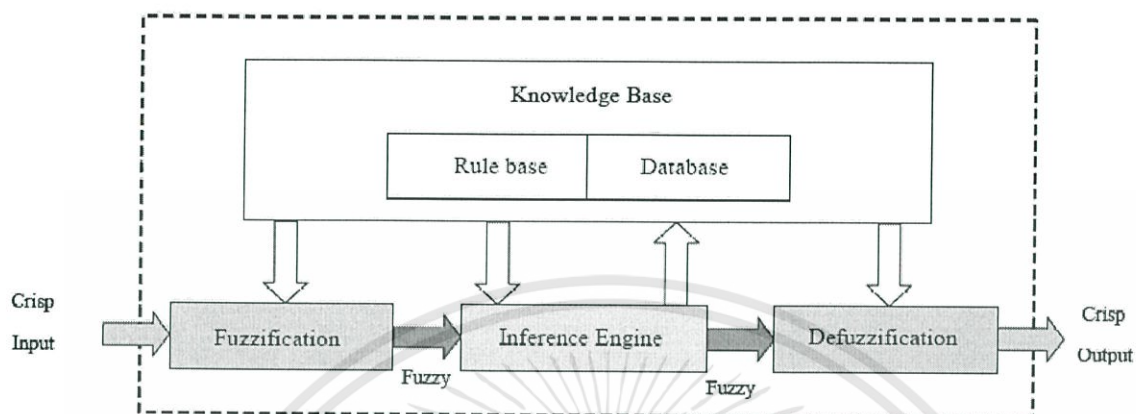 Knowledge Base
Rule base
Database
Crisp
Input
Fuzzification
Fuzzy
Inference Engine
Fuzzy
Defuzzification
Crisp
Output